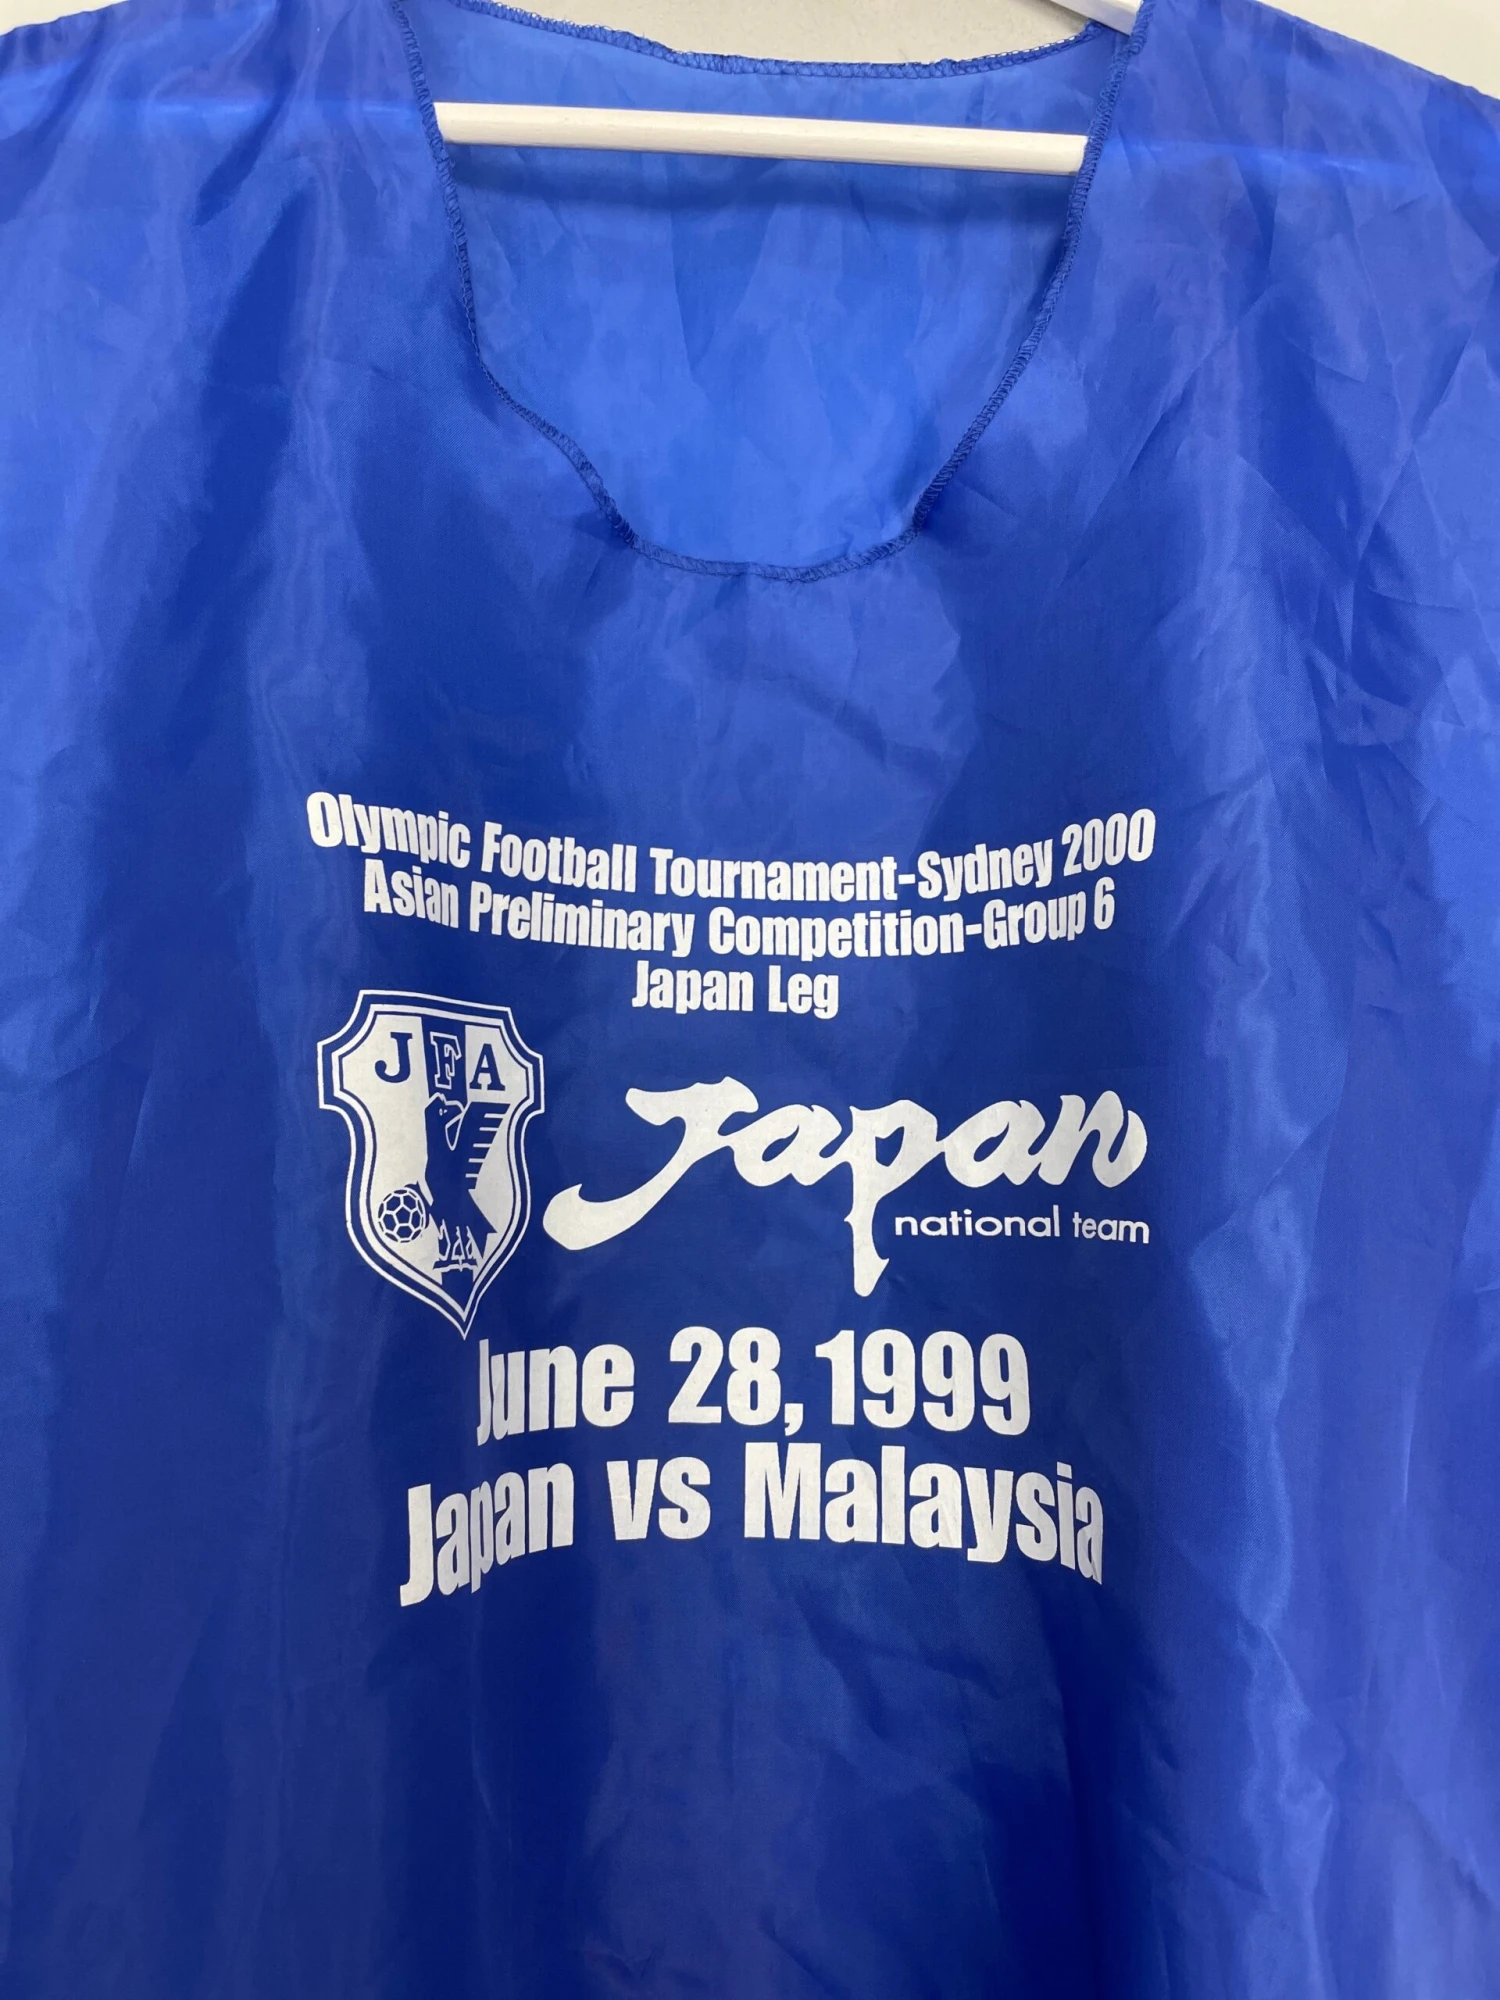 Olympic Football Tournament-Sydney 2000
Asian Preliminary Competition-Group 6
Japan Leg
JFA
Japan
national team
June 28, 1999
Japan vs Malaysia